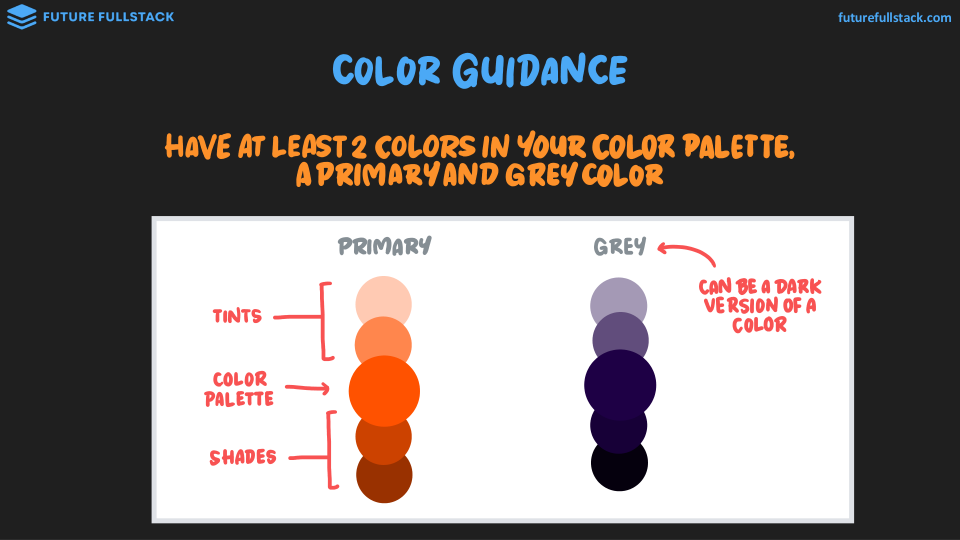 FUTURE FULLSTACK
futurefullstack.com
COLOR GUIDANCE
HAVE AT LEAST 2 COLORS IN YOUR COLOR PALETTE,
A PRIMARY AND GREY COLOR
PRIMARY
GREY
CAN BE A DARK
VERSION OF A
COLOR
TINTS
COLOR
PALETTE
SHADES